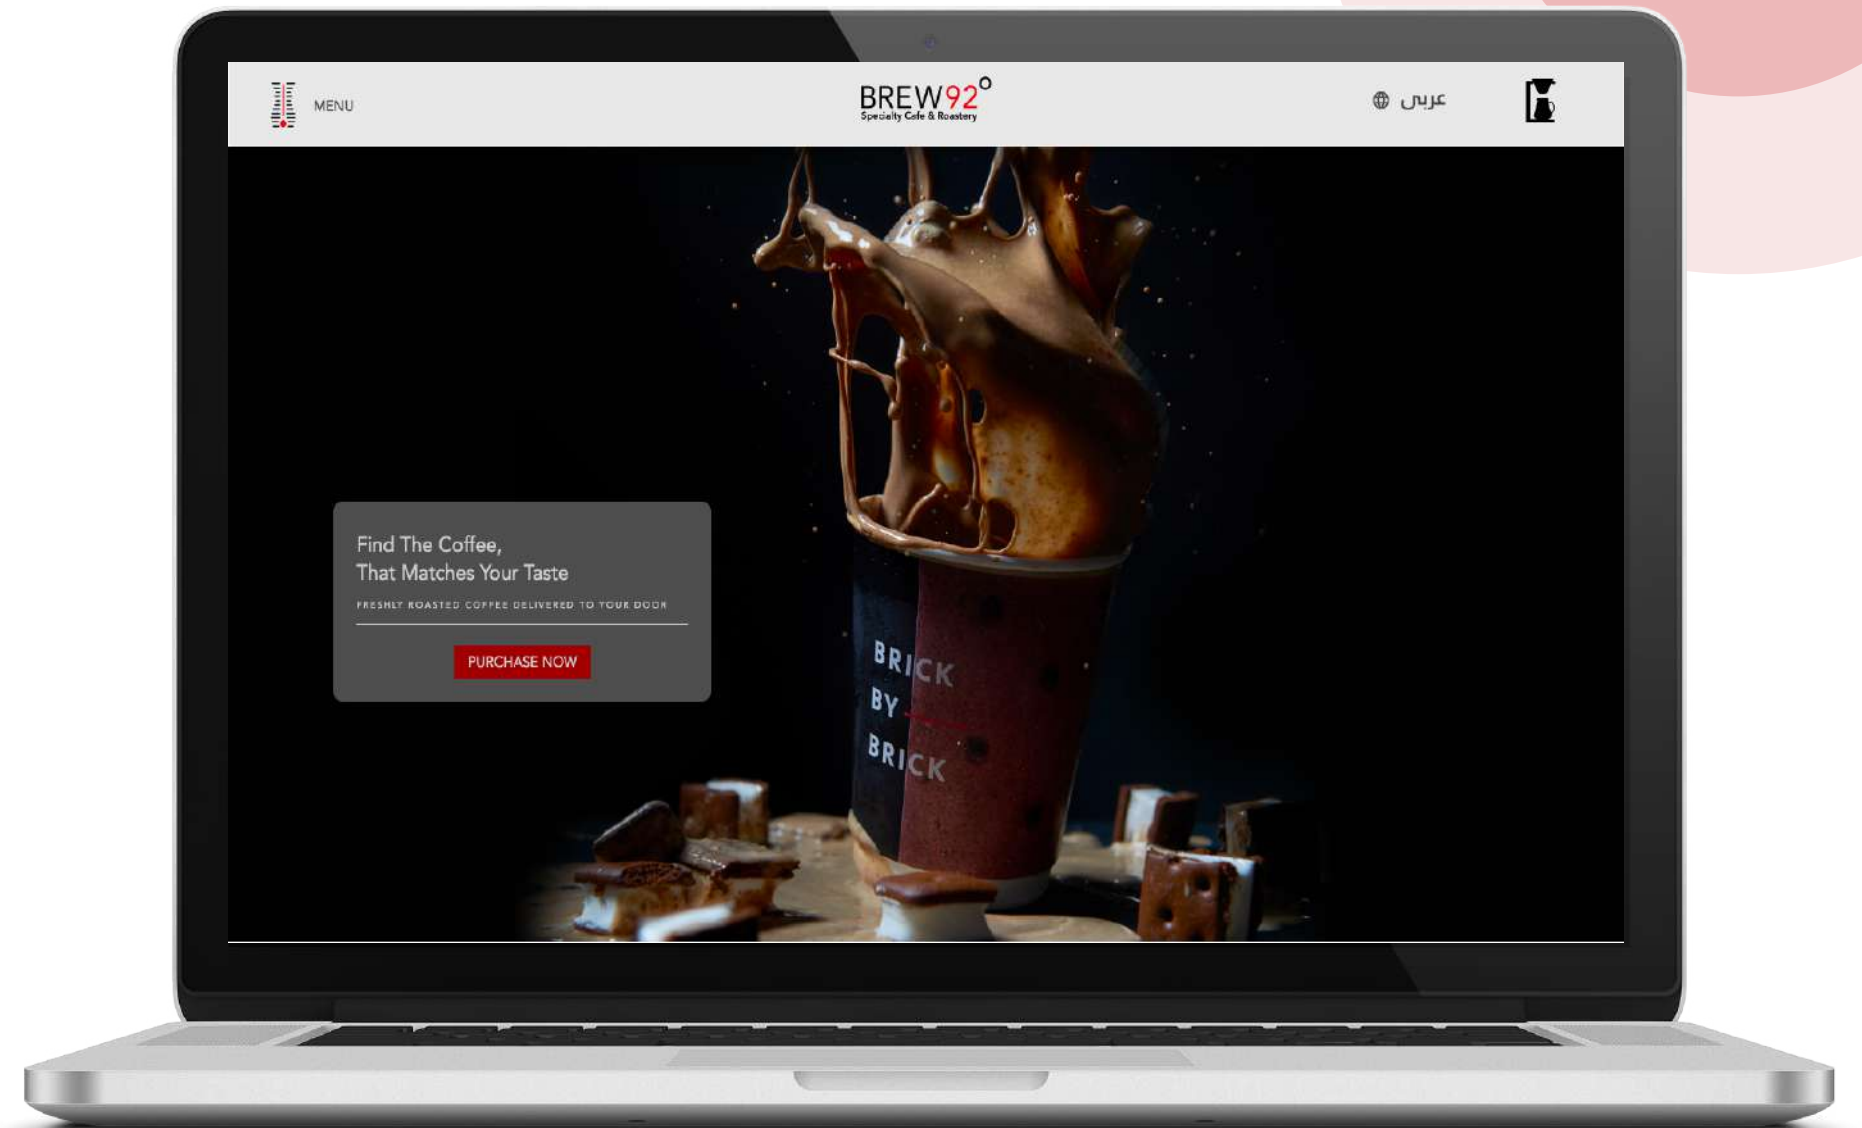 MENU
BREW92°
Specialty Cafe & Roastery
عربى
Find The Coffee,
That Matches Your Taste
FRESHLY ROASTED COFFEE DELIVERED TO YOUR DOOR
PURCHASE NOW
BRICK
BY
BRICK